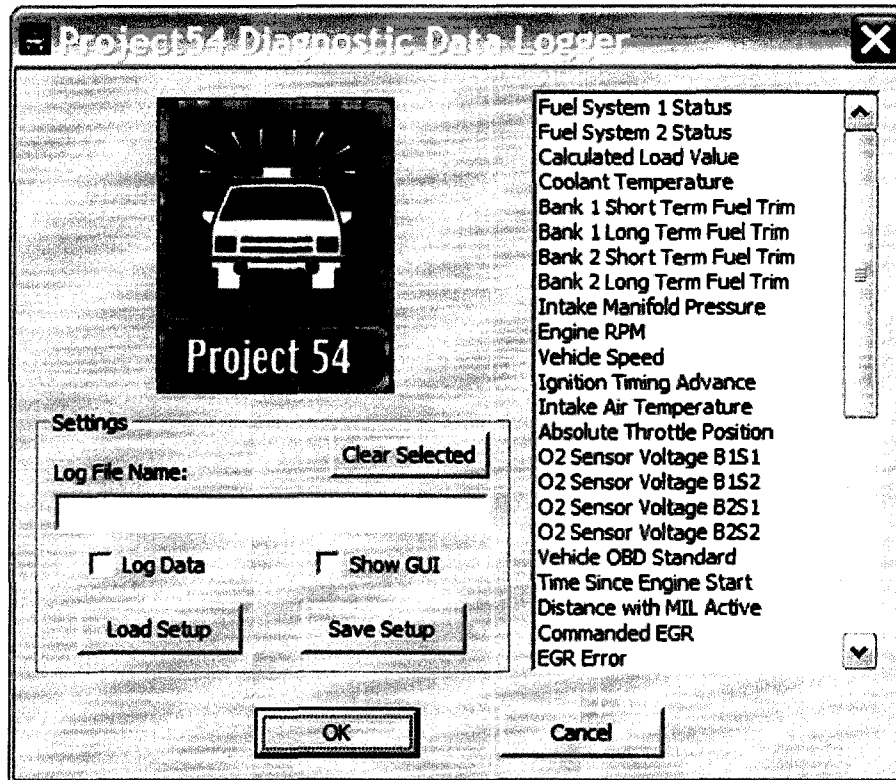 Project54 Diagnostic Data Logger
Project 54
Settings
Clear Selected
Log File Name:
Log Data
Show GUI
Load Setup
Save Setup
Fuel System 1 Status
Fuel System 2 Status
Calculated Load Value
Coolant Temperature
Bank 1 Short Term Fuel Trim
Bank 1 Long Term Fuel Trim
Bank 2 Short Term Fuel Trim
Bank 2 Long Term Fuel Trim
Intake Manifold Pressure
Engine RPM
Vehicle Speed
Ignition Timing Advance
Intake Air Temperature
Absolute Throttle Position
O2 Sensor Voltage B1S1
O2 Sensor Voltage B1S2
O2 Sensor Voltage B2S1
O2 Sensor Voltage B2S2
Vehicle OBD Standard
Time Since Engine Start
Distance with MIL Active
Commanded EGR
EGR Error
OK
Cancel